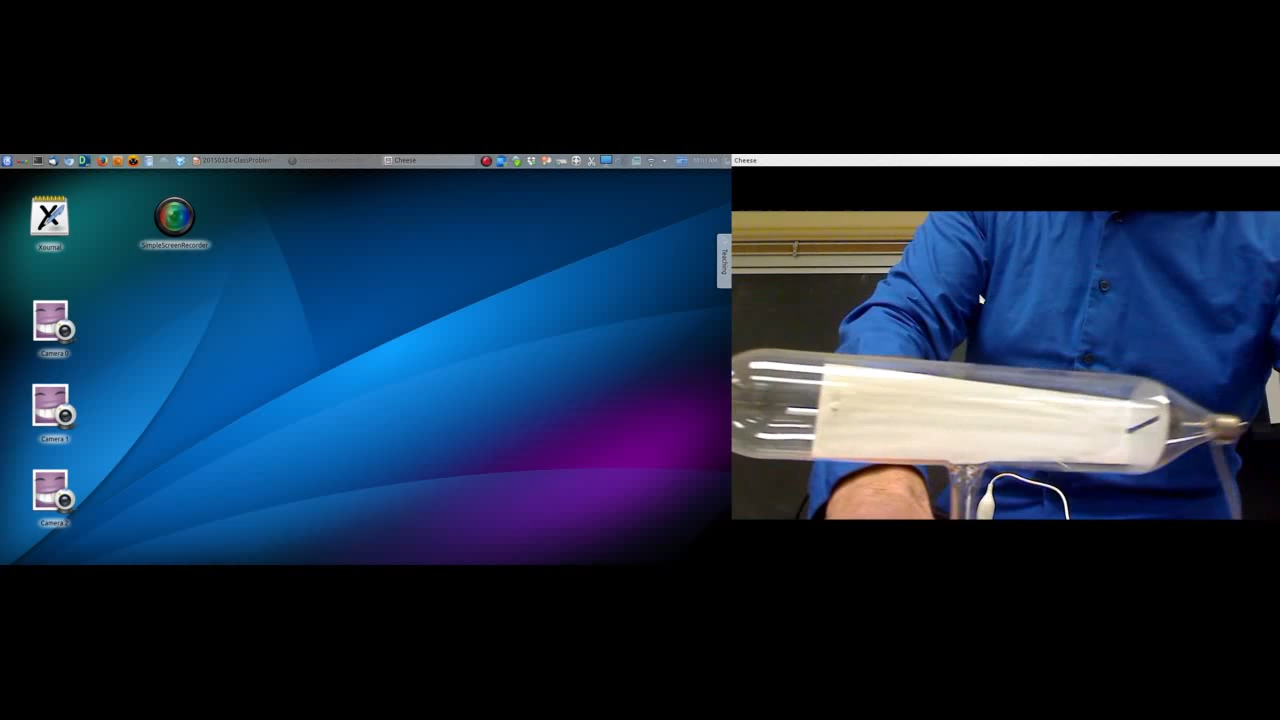 20150324-ClassProblem
Cheese
Cheese
Xournal
SimpleScreenRecorder
Teaching
Camera 0
Camera 1
Camera 2